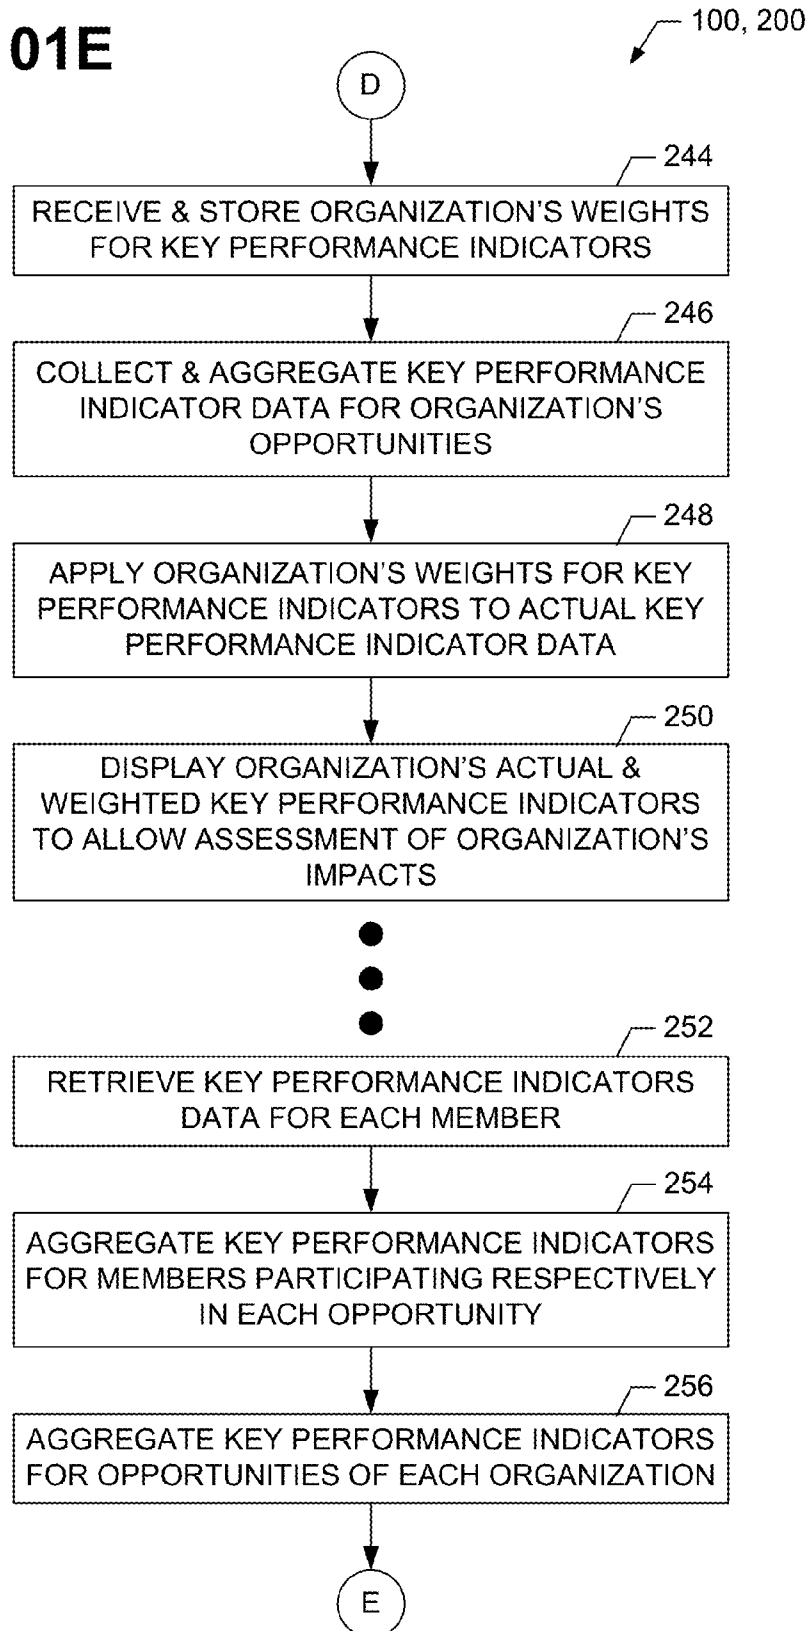 01E
100, 200
D
244
RECEIVE & STORE ORGANIZATION'S WEIGHTS
FOR KEY PERFORMANCE INDICATORS
246
COLLECT & AGGREGATE KEY PERFORMANCE
INDICATOR DATA FOR ORGANIZATION'S
OPPORTUNITIES
248
APPLY ORGANIZATION'S WEIGHTS FOR KEY
PERFORMANCE INDICATORS TO ACTUAL KEY
PERFORMANCE INDICATOR DATA
250
DISPLAY ORGANIZATION'S ACTUAL &
WEIGHTED KEY PERFORMANCE INDICATORS
TO ALLOW ASSESSMENT OF ORGANIZATION'S
IMPACTS
252
RETRIEVE KEY PERFORMANCE INDICATORS
DATA FOR EACH MEMBER
254
AGGREGATE KEY PERFORMANCE INDICATORS
FOR MEMBERS PARTICIPATING RESPECTIVELY
IN EACH OPPORTUNITY
256
AGGREGATE KEY PERFORMANCE INDICATORS
FOR OPPORTUNITIES OF EACH ORGANIZATION
E